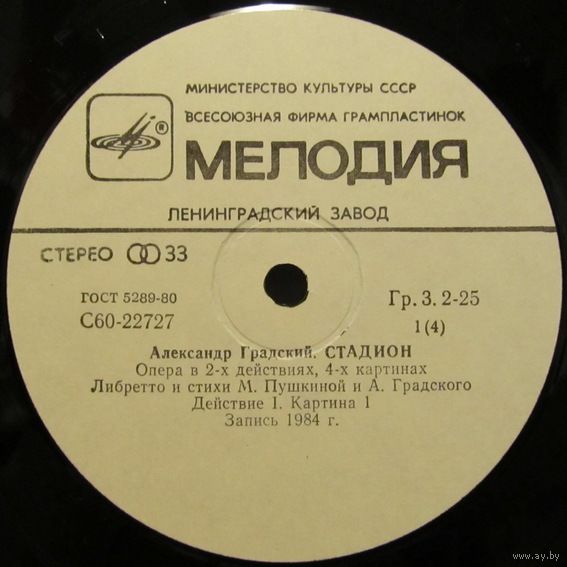 МИНИСТЕРСТВО КУЛЬТУРЫ СССР
ВСЕСОЮЗНАЯ ФИРМА ГРАМПЛАСТИНОК
®
МЕЛОДИЯ
ЛЕНИНГРАДСКИЙ ЗАВОД
СТЕРЕО 33
ГОСТ 5289-80
Гр. 3. 2-25
С60-22727
1(4)
Александр Градский. СТАДИОН
Опера в 2-х действиях, 4-х картинах
Либретто и стихи М. Пушкиной и А. Градского
Действие I. Картина 1
Запись 1984 г.
www.ay.by